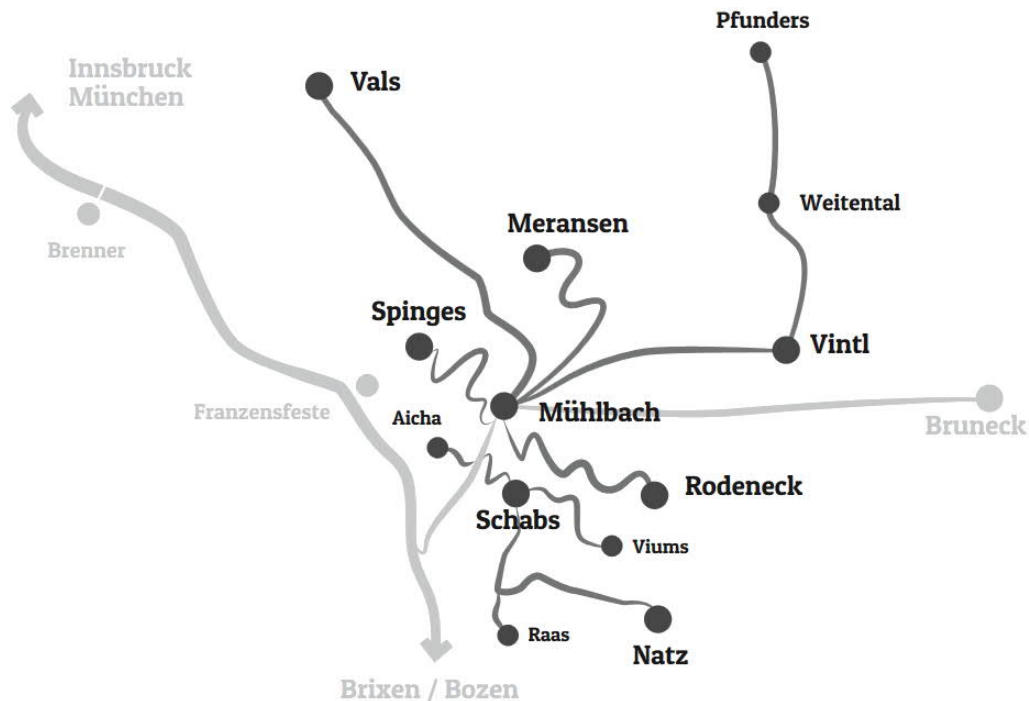 Pfunders
Innsbruck
München
Vals
Weitental
Meransen
Brenner
Spinges
Vintl
Franzensfeste
Aicha
Mühlbach
Bruneck
Rodeneck
Schabs
Viums
Raas
Natz
Brixen / Bozen